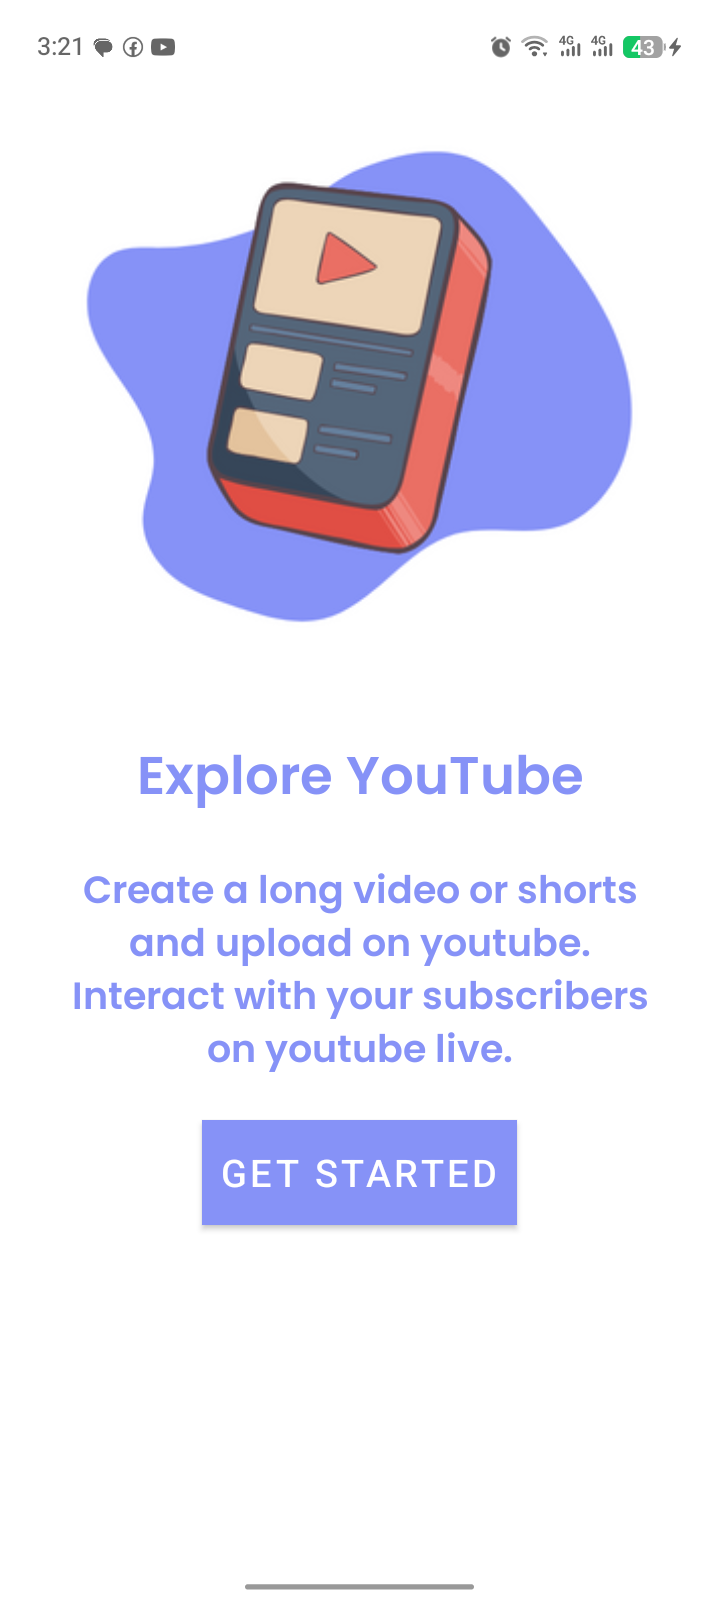 3:21
4G 4G 43
Explore YouTube
Create a long video or shorts
and upload on youtube.
Interact with your subscribers
on youtube live.
GET STARTED